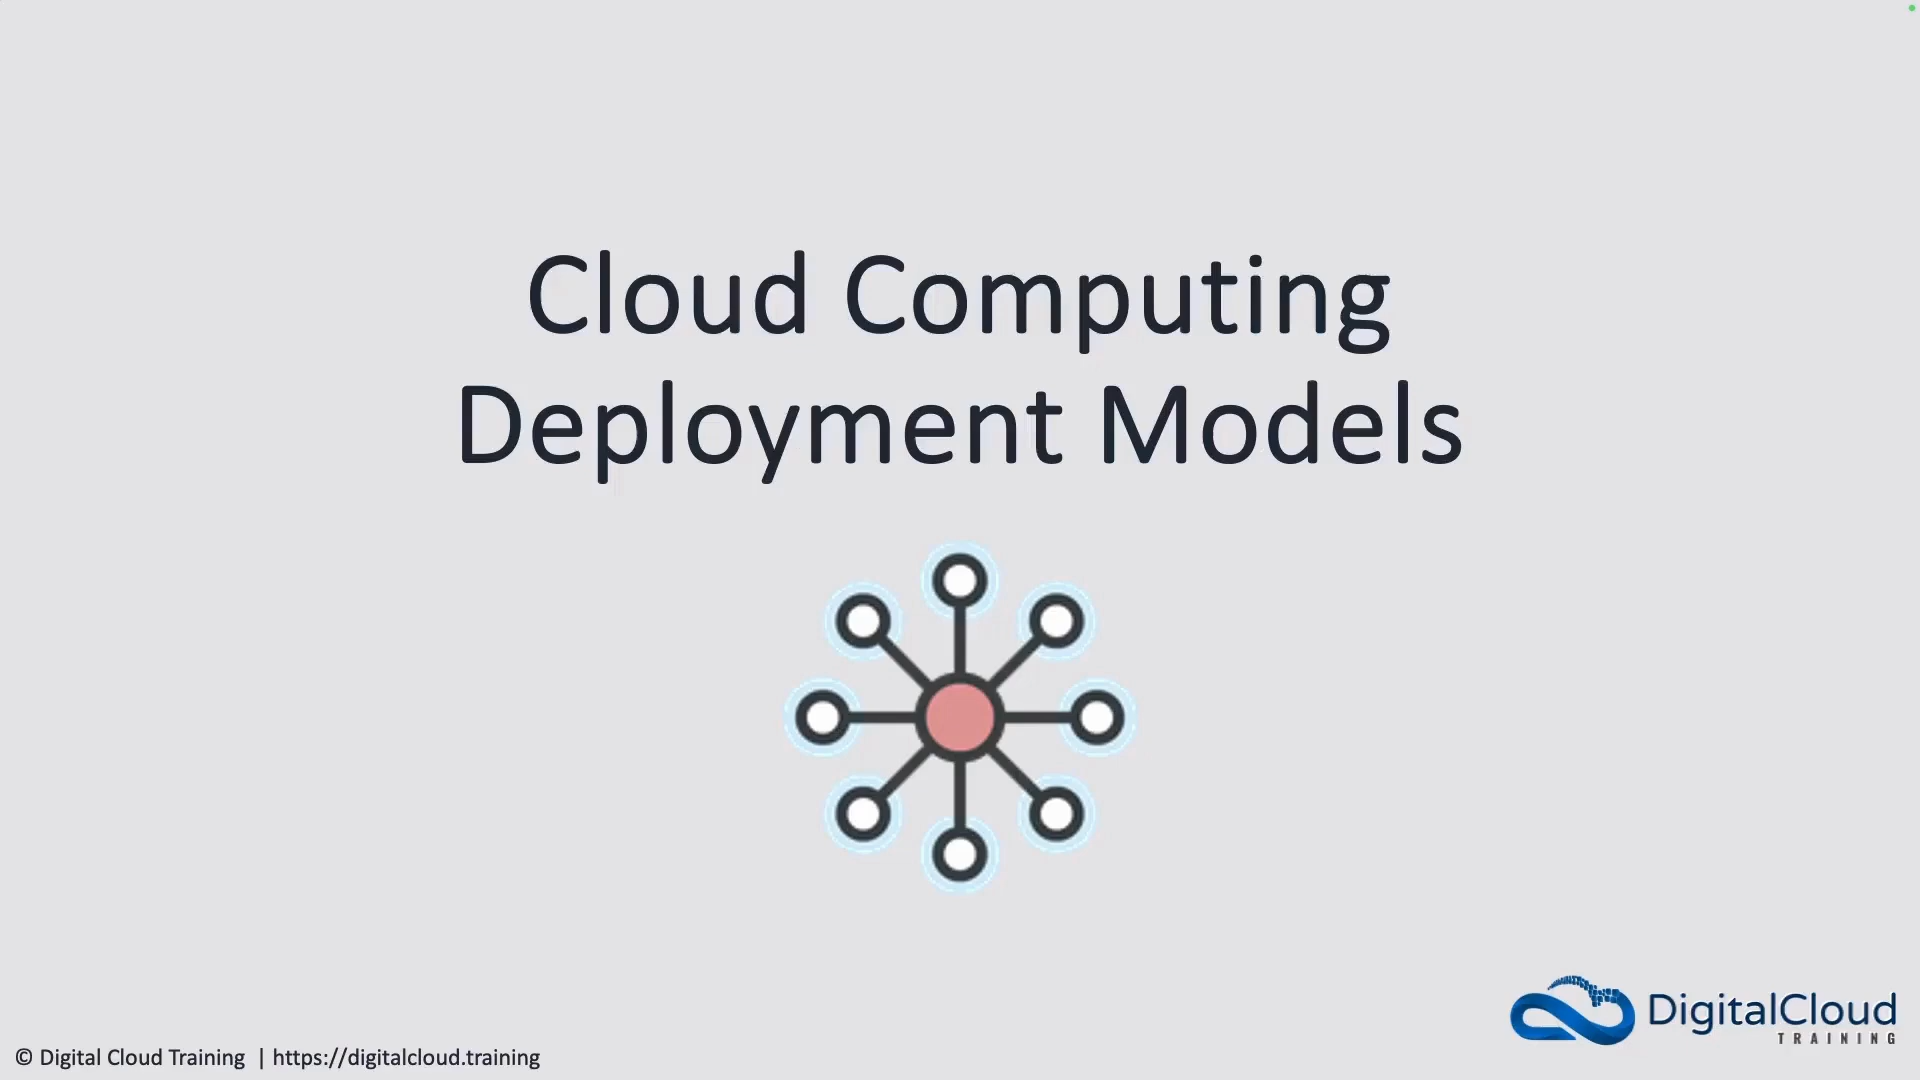 Cloud Computing
Deployment Models
DigitalCloud
TRAINING
© Digital Cloud Training | https://digitalcloud.training